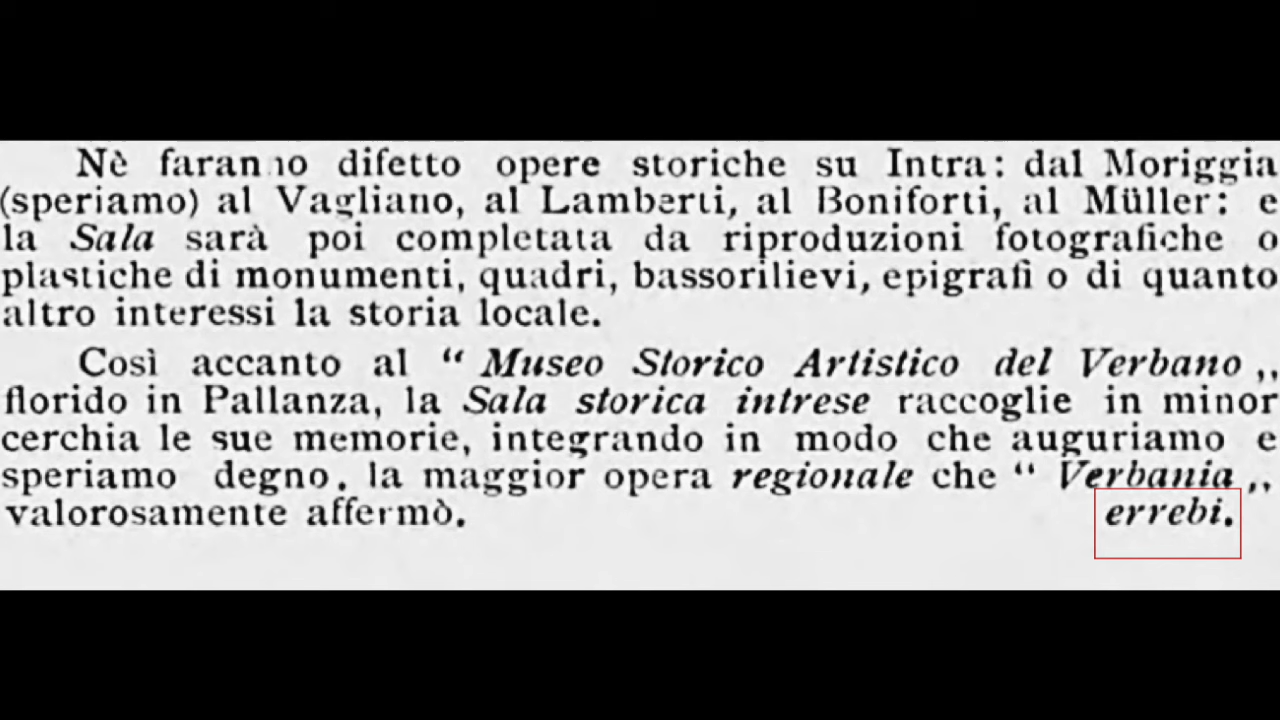 Nè faranno difetto opere storiche su Intra: dal Moriggia
(speriamo) al Vagliano, al Lamberti, al Boniforti, al Müller: e
la Sala sarà poi completata da riproduzioni fotografiche o
plastiche di monumenti, quadri, bassorilievi, epigrafi o di quanto
altro interessi la storia locale.
Così accanto al “ Museo Storico Artistico del Verbano „
florido in Pallanza, la Sala storica intrese raccoglie in minor
cerchia le sue memorie, integrando in modo che auguriamo e
speriamo degno. la maggior opera regionale che “ Verbania „
valorosamente affermò. errebi.